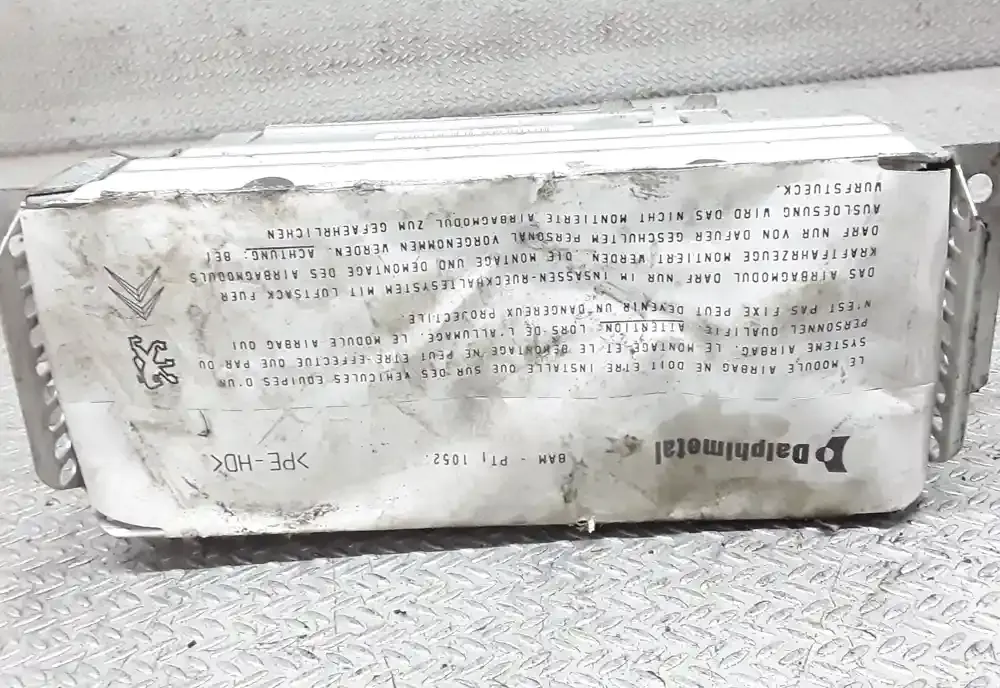 Dalphimetal
BAM - PT1 1052.
>PE-HD<
LE MODULE AIRBAG NE DOIT ETRE INSTALLE QUE SUR DES VEHICULES EQUIPES D'UN
SYSTEME AIRBAG. LE MONTAGE ET LE DEMONTAGE NE PEUT ETRE EFFECTUE QUE PAR DU
PERSONNEL QUALIFIE. ATTENTION: LORS DE L'ALLUMAGE, LE MODULE AIRBAG QUI
N'EST PAS FIXE PEUT DEVENIR UN DANGEREUX PROJECTILE.
DAS AIRBAGMODUL DARF NUR IM INSASSEN-RUECKHALTESYSTEM MIT LUFTSACK FUER
KRAFTFAHRZEUGE MONTIERT WERDEN. DIE MONTAGE UND DEMONTAGE DES AIRBAGMODULS
DARF NUR VON DAFUER GESCHULTEM PERSONAL VORGENOMMEN WERDEN. ACHTUNG: BEI
AUSLOESUNG WIRD DAS NICHT MONTIERTE AIRBAGMODUL ZUM GEFAEHRLICHEN
WURFSTUECK.